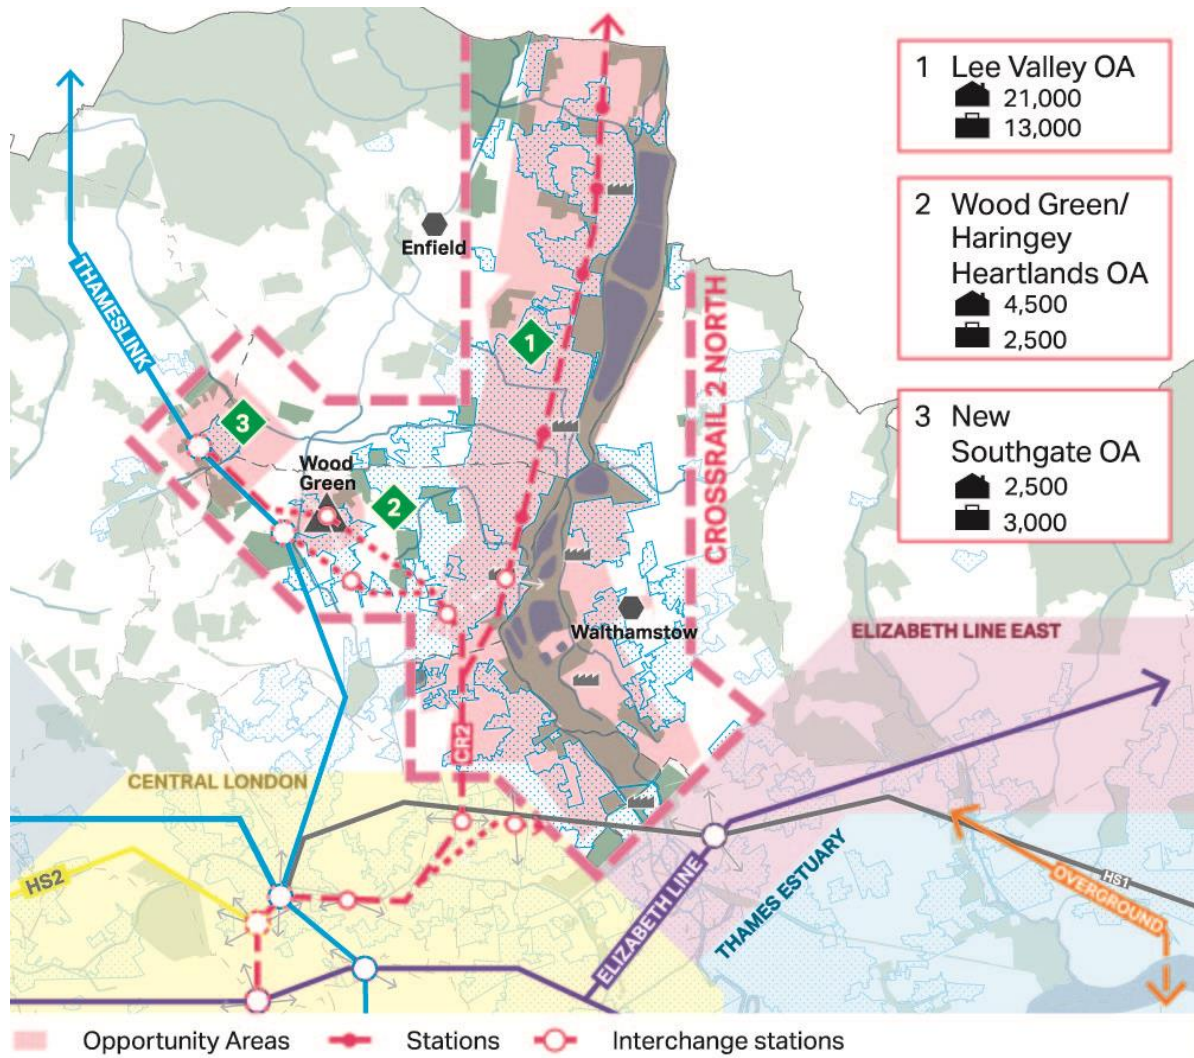 1 Lee Valley OA
21,000
13,000
2 Wood Green/
Haringey
Heartlands OA
4,500
2,500
3 New
Southgate OA
2,500
3,000
Enfield
THAMESLINK
1
CROSSRAIL 2 NORTH
3
Wood
Green
2
Walthamstow
ELIZABETH LINE EAST
CR2
CENTRAL LONDON
HS2
ELIZABETH LINE
THAMES ESTUARY
HS1
OVERGROUND
Opportunity Areas
Stations
Interchange stations